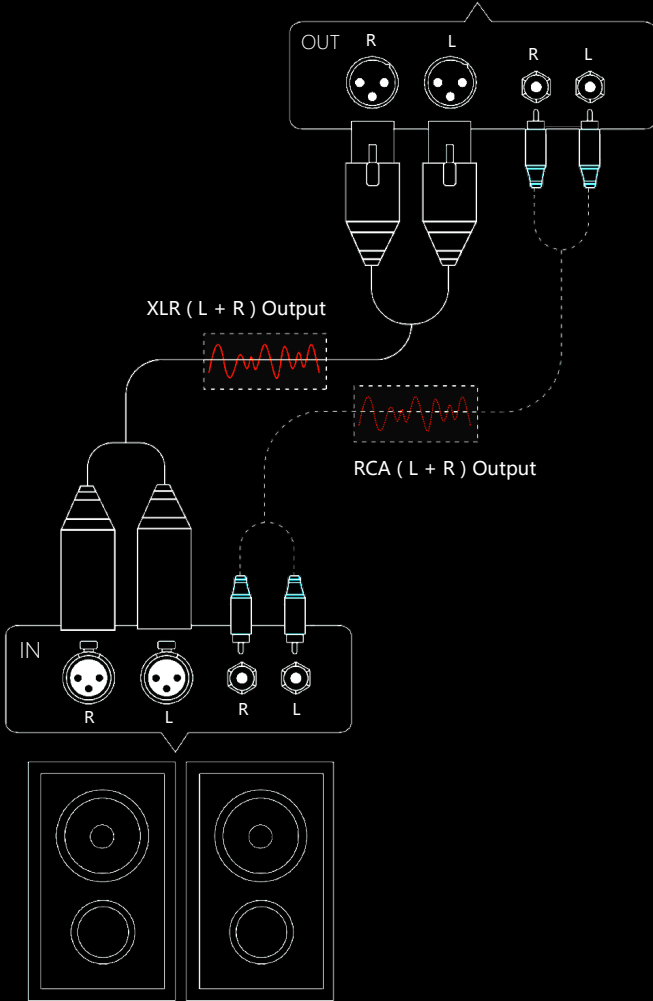 OUT
R
L
R
L
XLR ( L + R ) Output
RCA ( L + R ) Output
IN
R
L
R
L